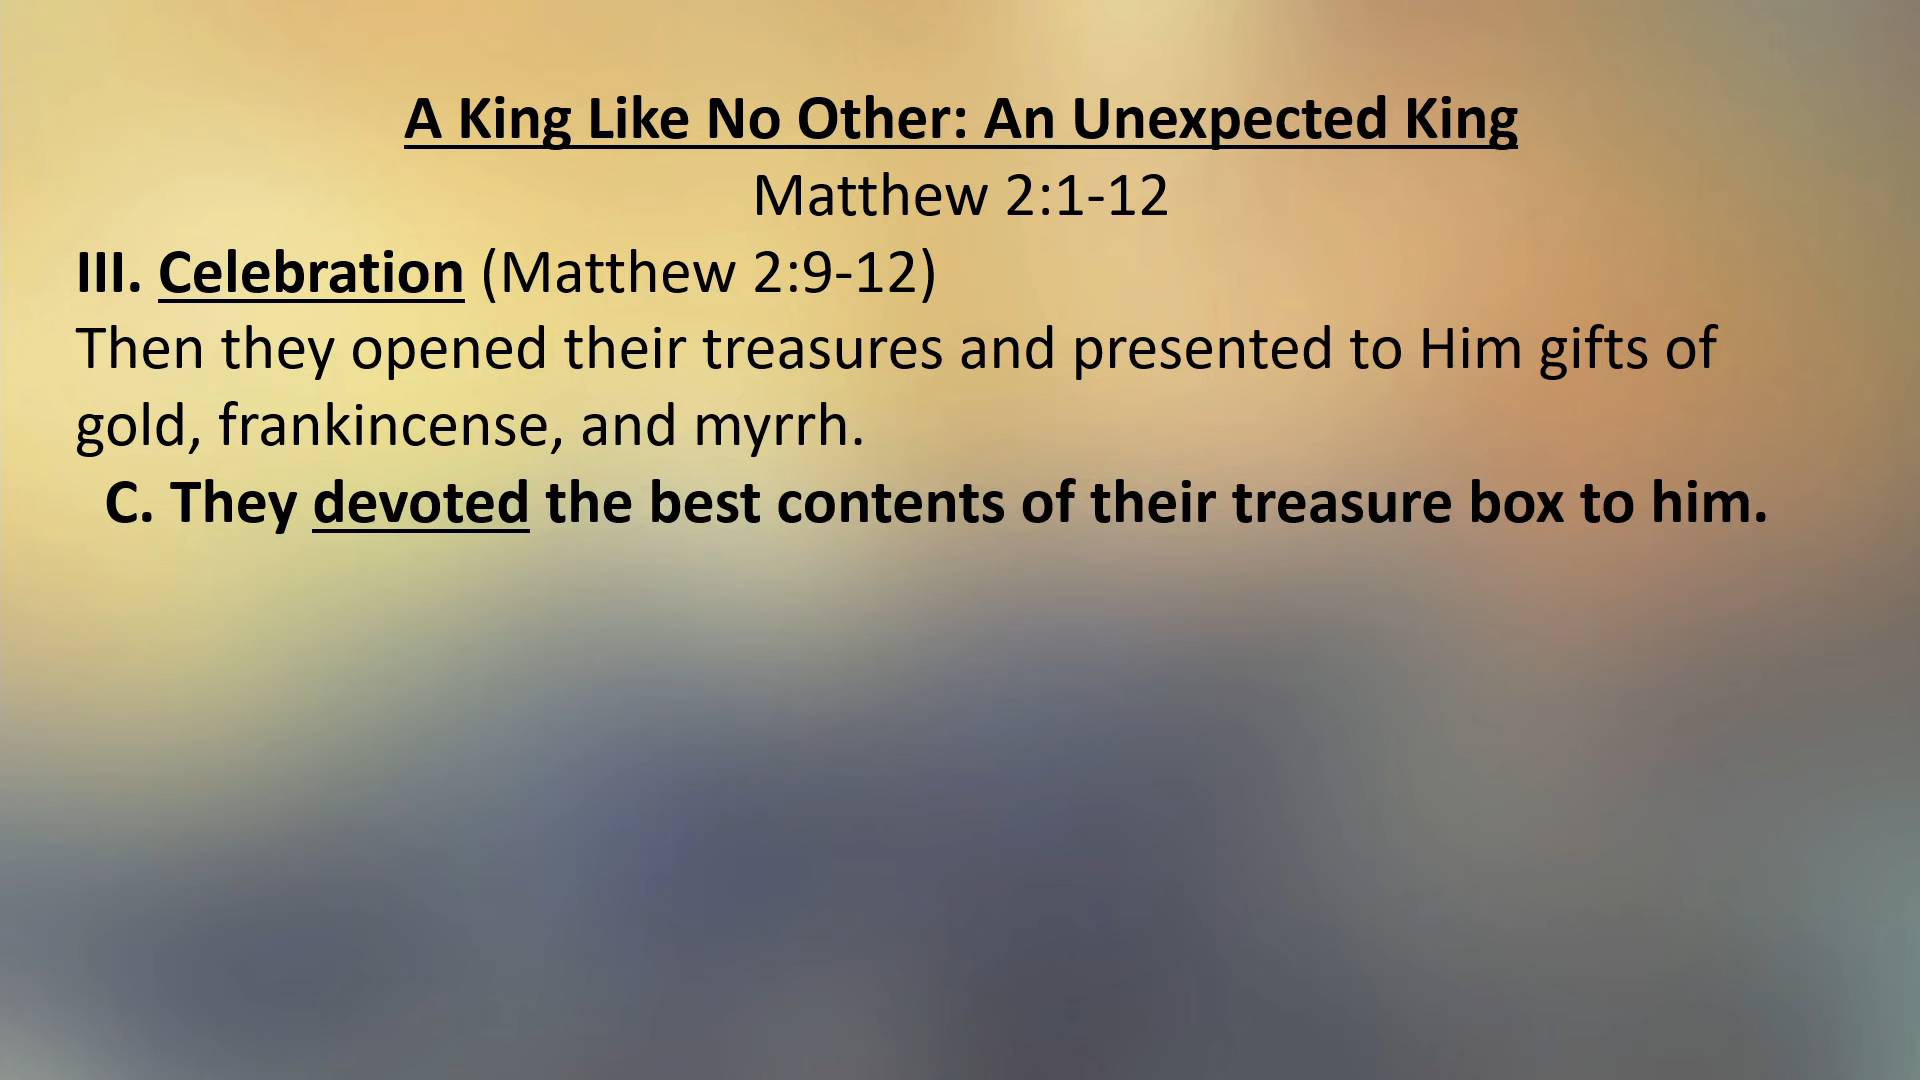 A King Like No Other: An Unexpected King
Matthew 2:1-12
III. Celebration (Matthew 2:9-12)
Then they opened their treasures and presented to Him gifts of
gold, frankincense, and myrrh.
C. They devoted the best contents of their treasure box to him.